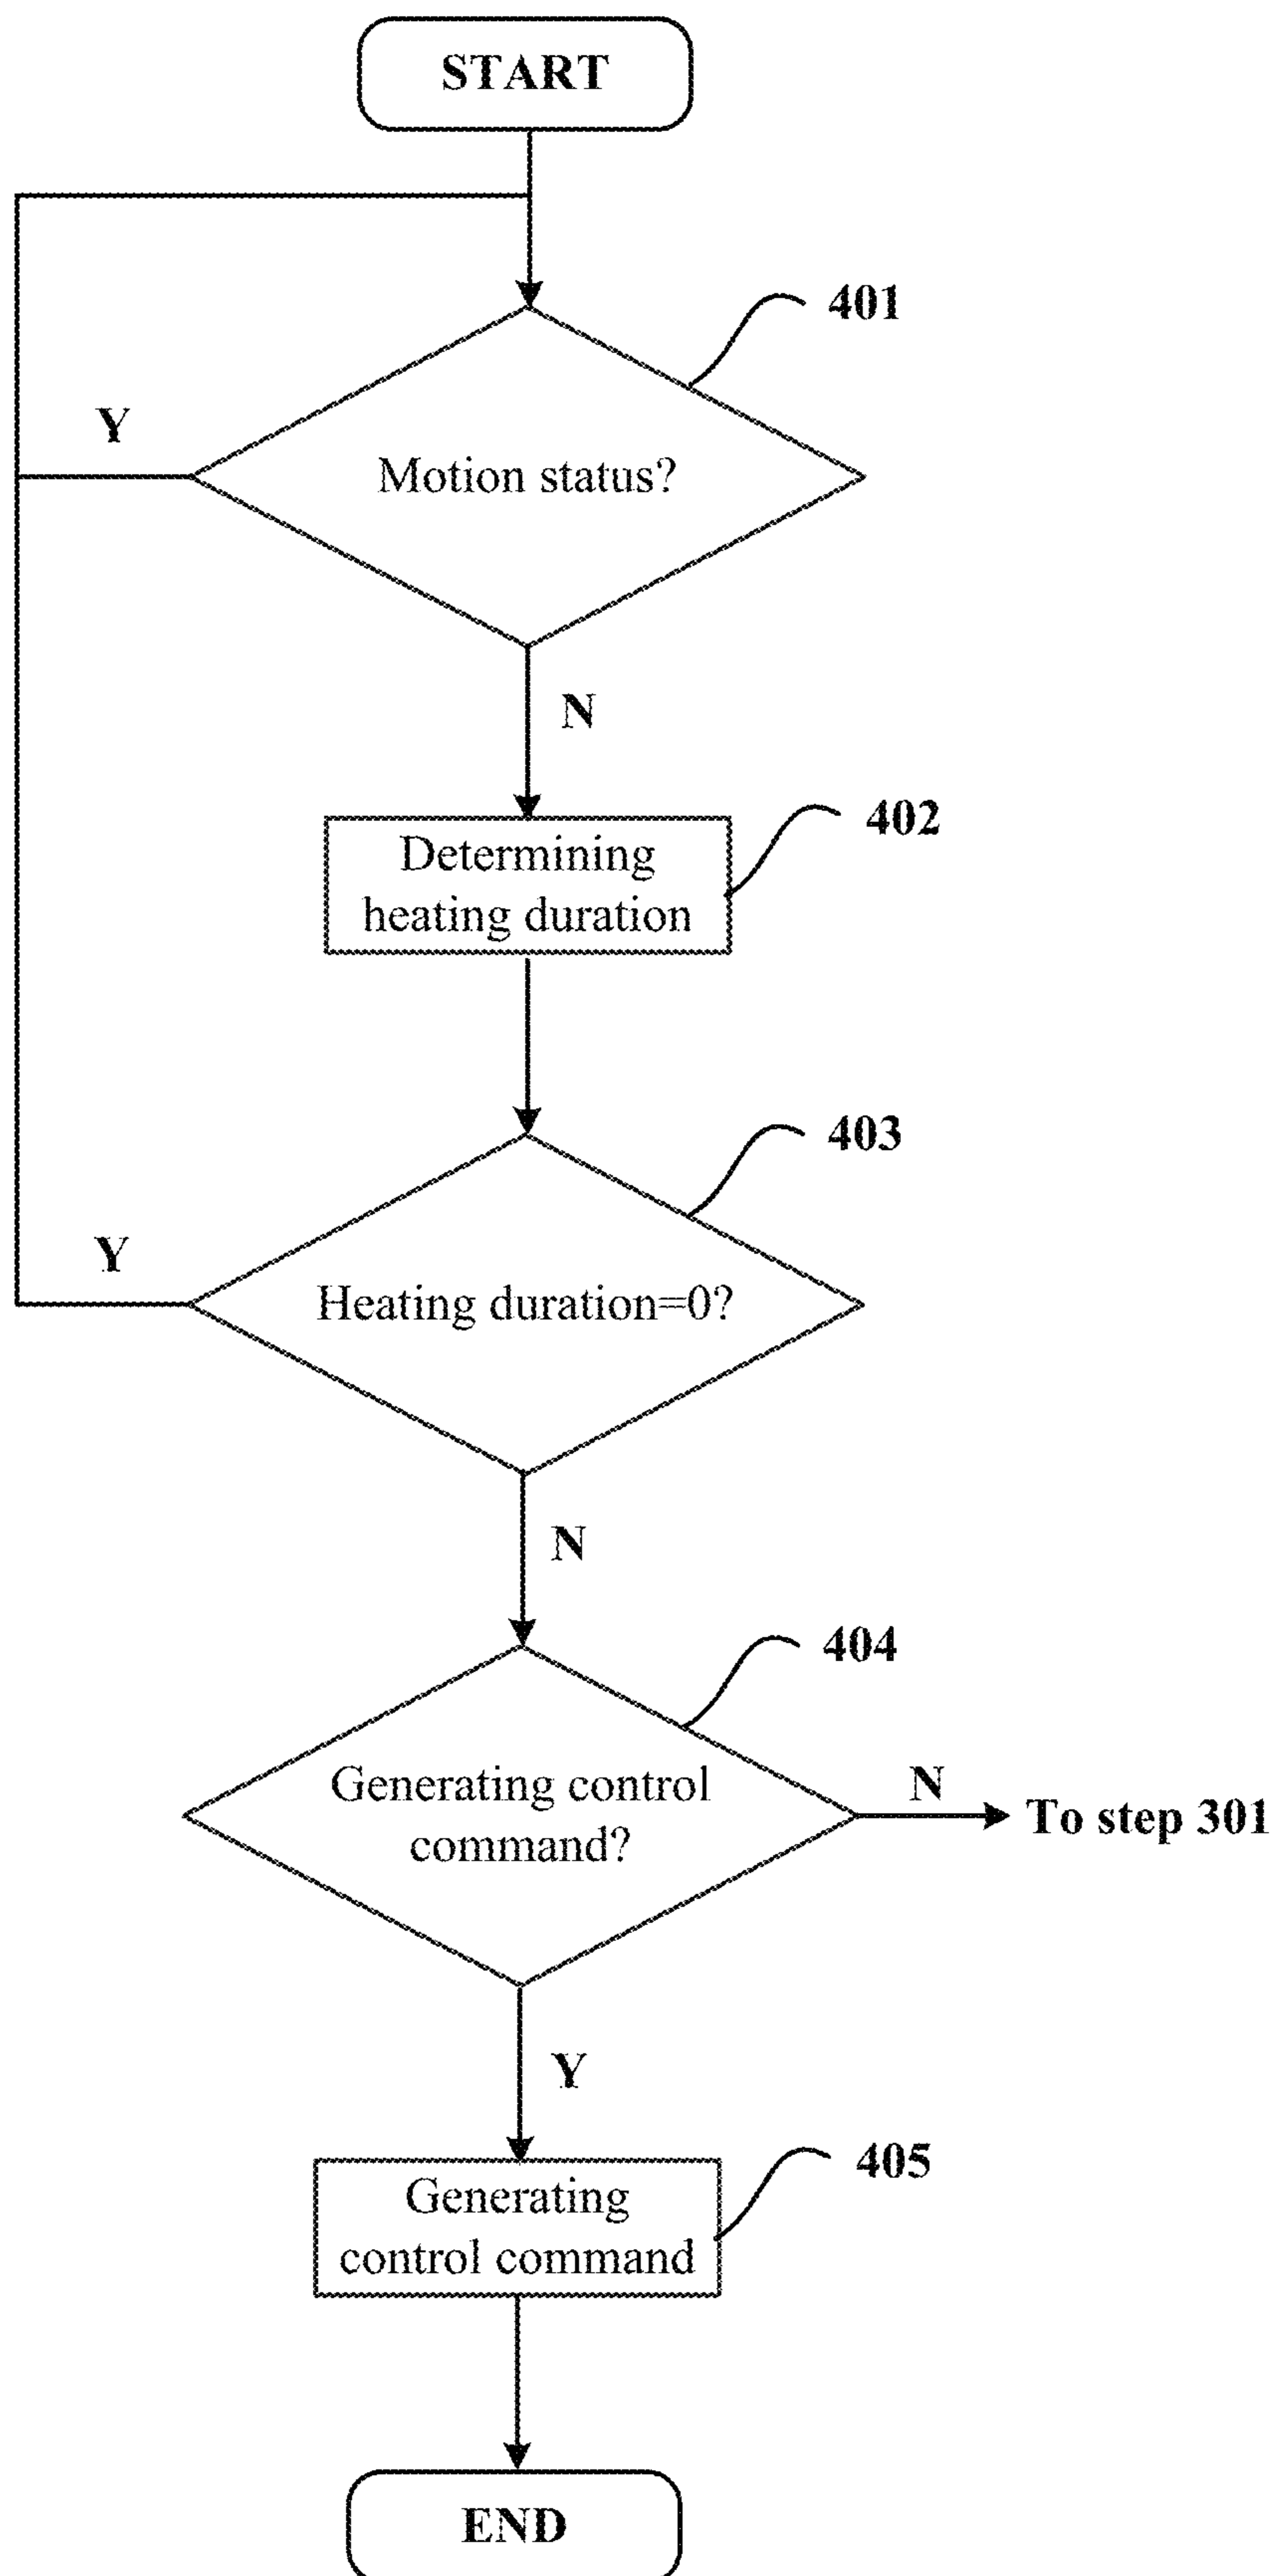 START
401
Y
Motion status?
N
402
Determining
heating duration
403
Y
Heating duration=0?
N
404
Generating control
command?
N
To step 301
Y
405
Generating
control command
END